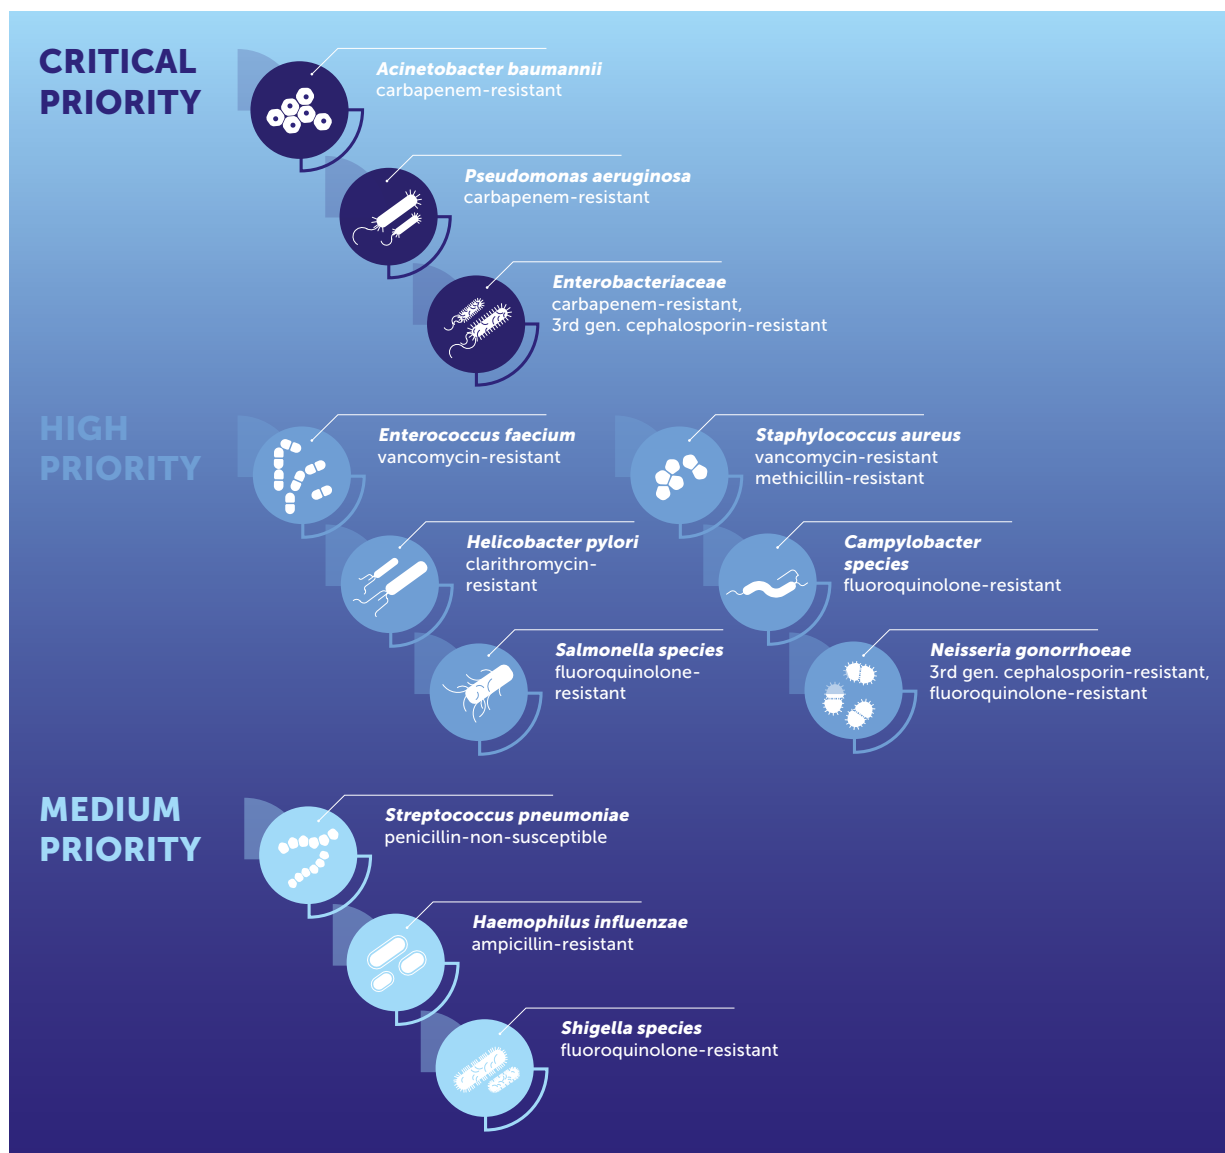 CRITICAL
PRIORITY
Acinetobacter baumannii
carbapenem-resistant
Pseudomonas aeruginosa
carbapenem-resistant
Enterobacteriaceae
carbapenem-resistant,
3rd gen. cephalosporin-resistant
HIGH
PRIORITY
Enterococcus faecium
vancomycin-resistant
Helicobacter pylori
clarithromycin-
resistant
Salmonella species
fluoroquinolone-
resistant
Staphylococcus aureus
vancomycin-resistant
methicillin-resistant
Campylobacter
species
fluoroquinolone-resistant
Neisseria gonorrhoeae
3rd gen. cephalosporin-resistant,
fluoroquinolone-resistant
MEDIUM
PRIORITY
Streptococcus pneumoniae
penicillin-non-susceptible
Haemophilus influenzae
ampicillin-resistant
Shigella species
fluoroquinolone-resistant